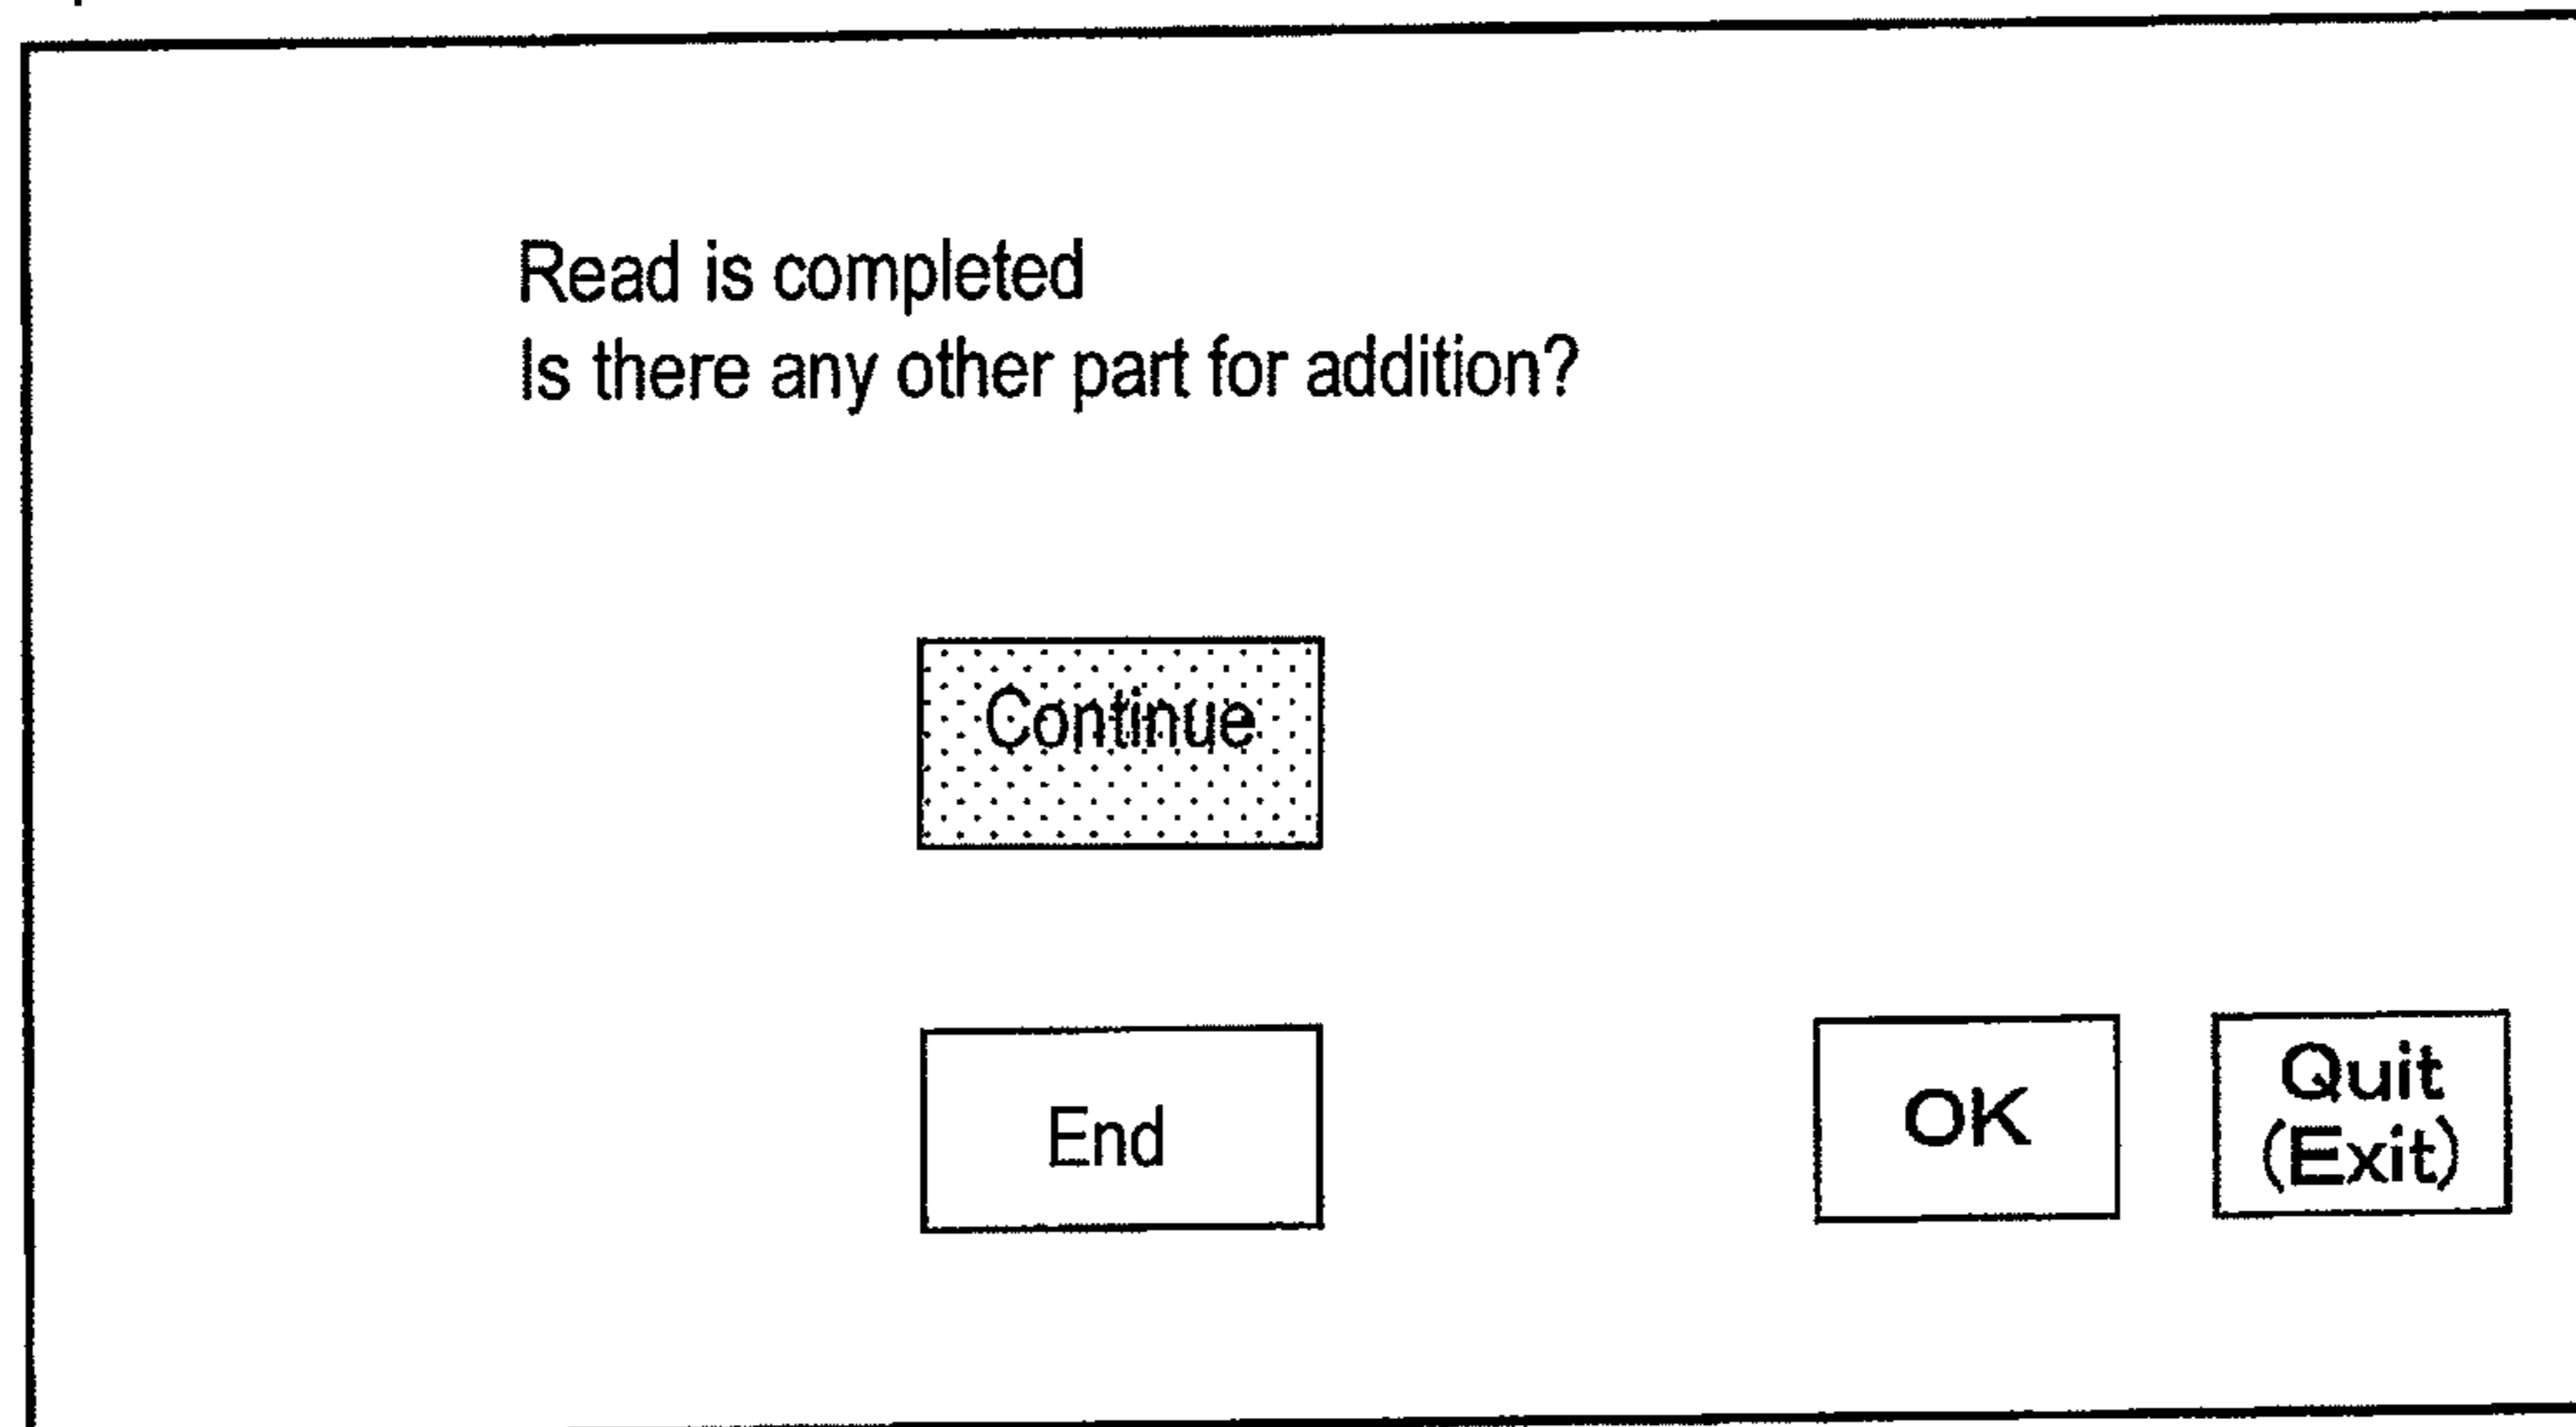 Read is completed
Is there any other part for addition?
Continue
End
OK
Quit
(Exit)